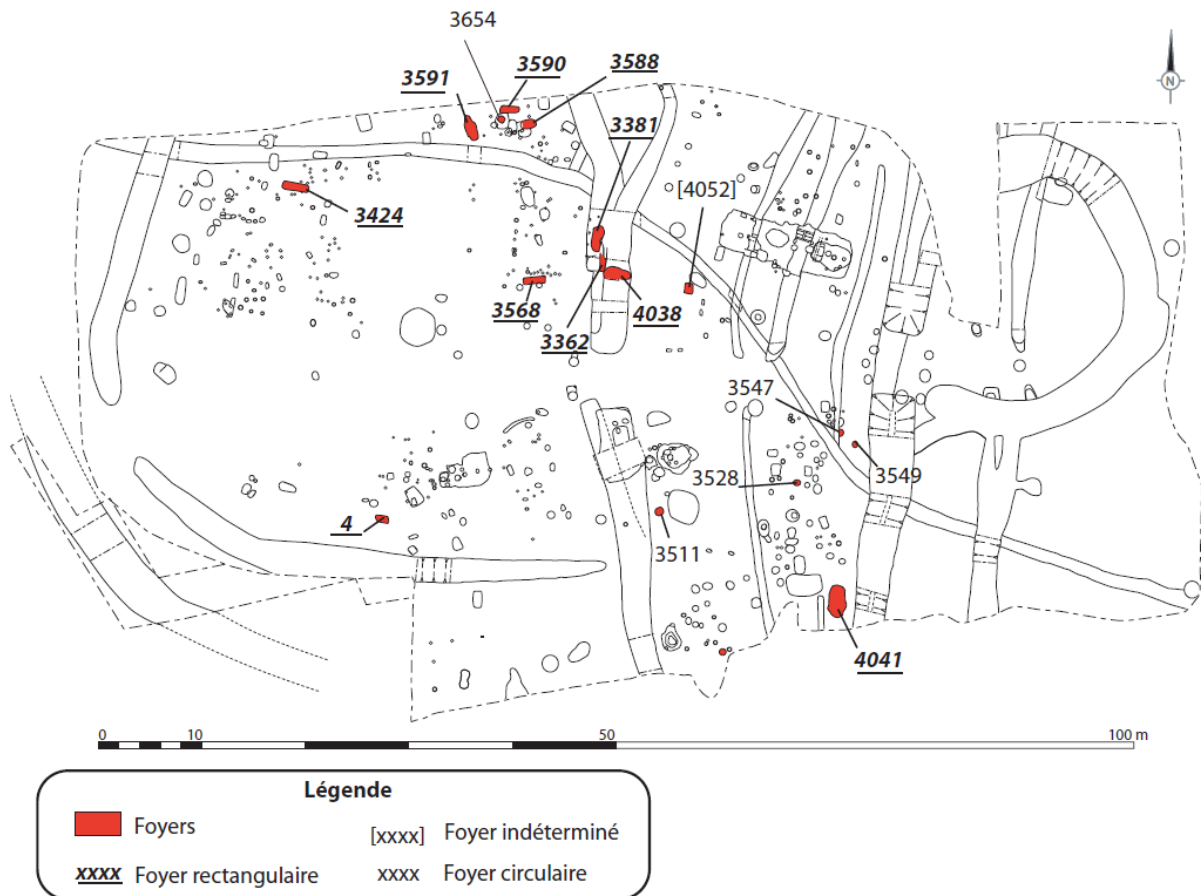 3654
3590
3588
3591
3381
N
[4052]
3424
3568
4038
3362
3547
3549
3528
4
3511
4041
0 10 50 100 m
Légende
Foyers
[xxxx] Foyer indéterminé
xxxx Foyer rectangulaire
xxxx Foyer circulaire